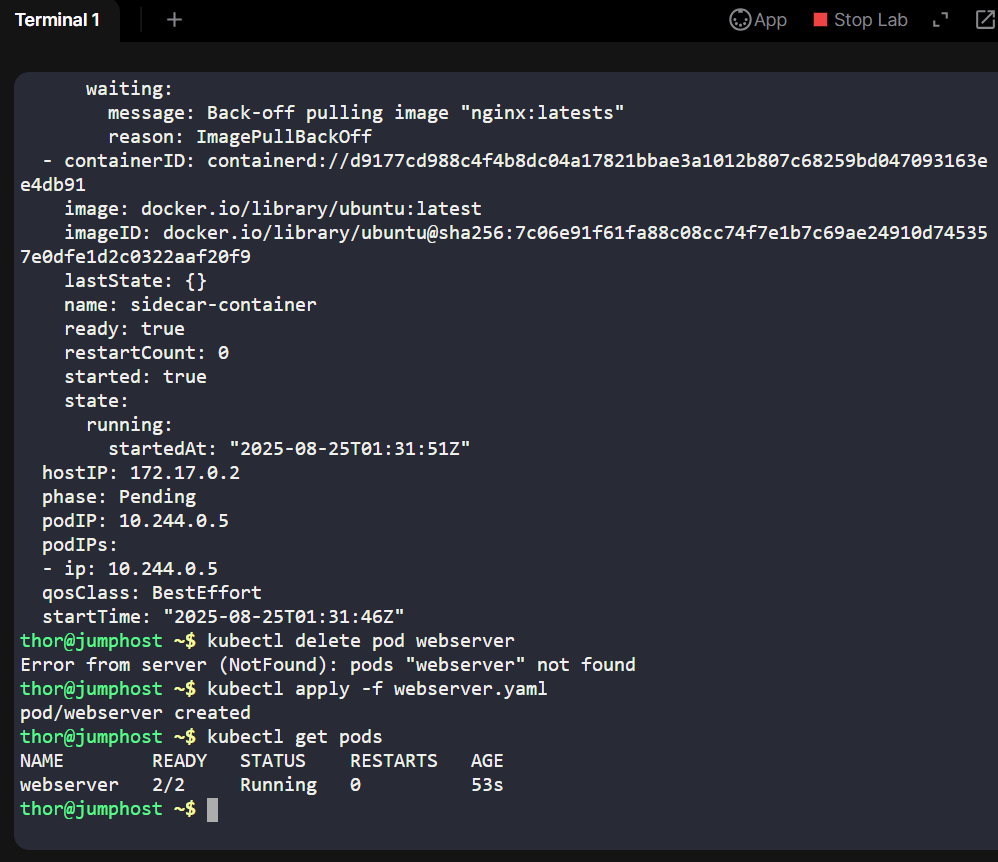 Terminal 1 + App Stop Lab
waiting:
message: Back-off pulling image "nginx:latests"
reason: ImagePullBackOff
- containerID: containerd://d9177cd988c4f4b8dc04a17821bbae3a1012b807c68259bd047093163e
e4db91
image: docker.io/library/ubuntu:latest
imageID: docker.io/library/ubuntu@sha256:7c06e91f61fa88c08cc74f7e1b7c69ae24910d74535
7e0dfe1d2c0322aaf20f9
lastState: {}
name: sidecar-container
ready: true
restartCount: 0
started: true
state:
running:
startedAt: "2025-08-25T01:31:51Z"
hostIP: 172.17.0.2
phase: Pending
podIP: 10.244.0.5
podIPs:
- ip: 10.244.0.5
qosClass: BestEffort
startTime: "2025-08-25T01:31:46Z"
thor@jumphost ~$ kubectl delete pod webserver
Error from server (NotFound): pods "webserver" not found
thor@jumphost ~$ kubectl apply -f webserver.yaml
pod/webserver created
thor@jumphost ~$ kubectl get pods
NAME READY STATUS RESTARTS AGE
webserver 2/2 Running 0 53s
thor@jumphost ~$